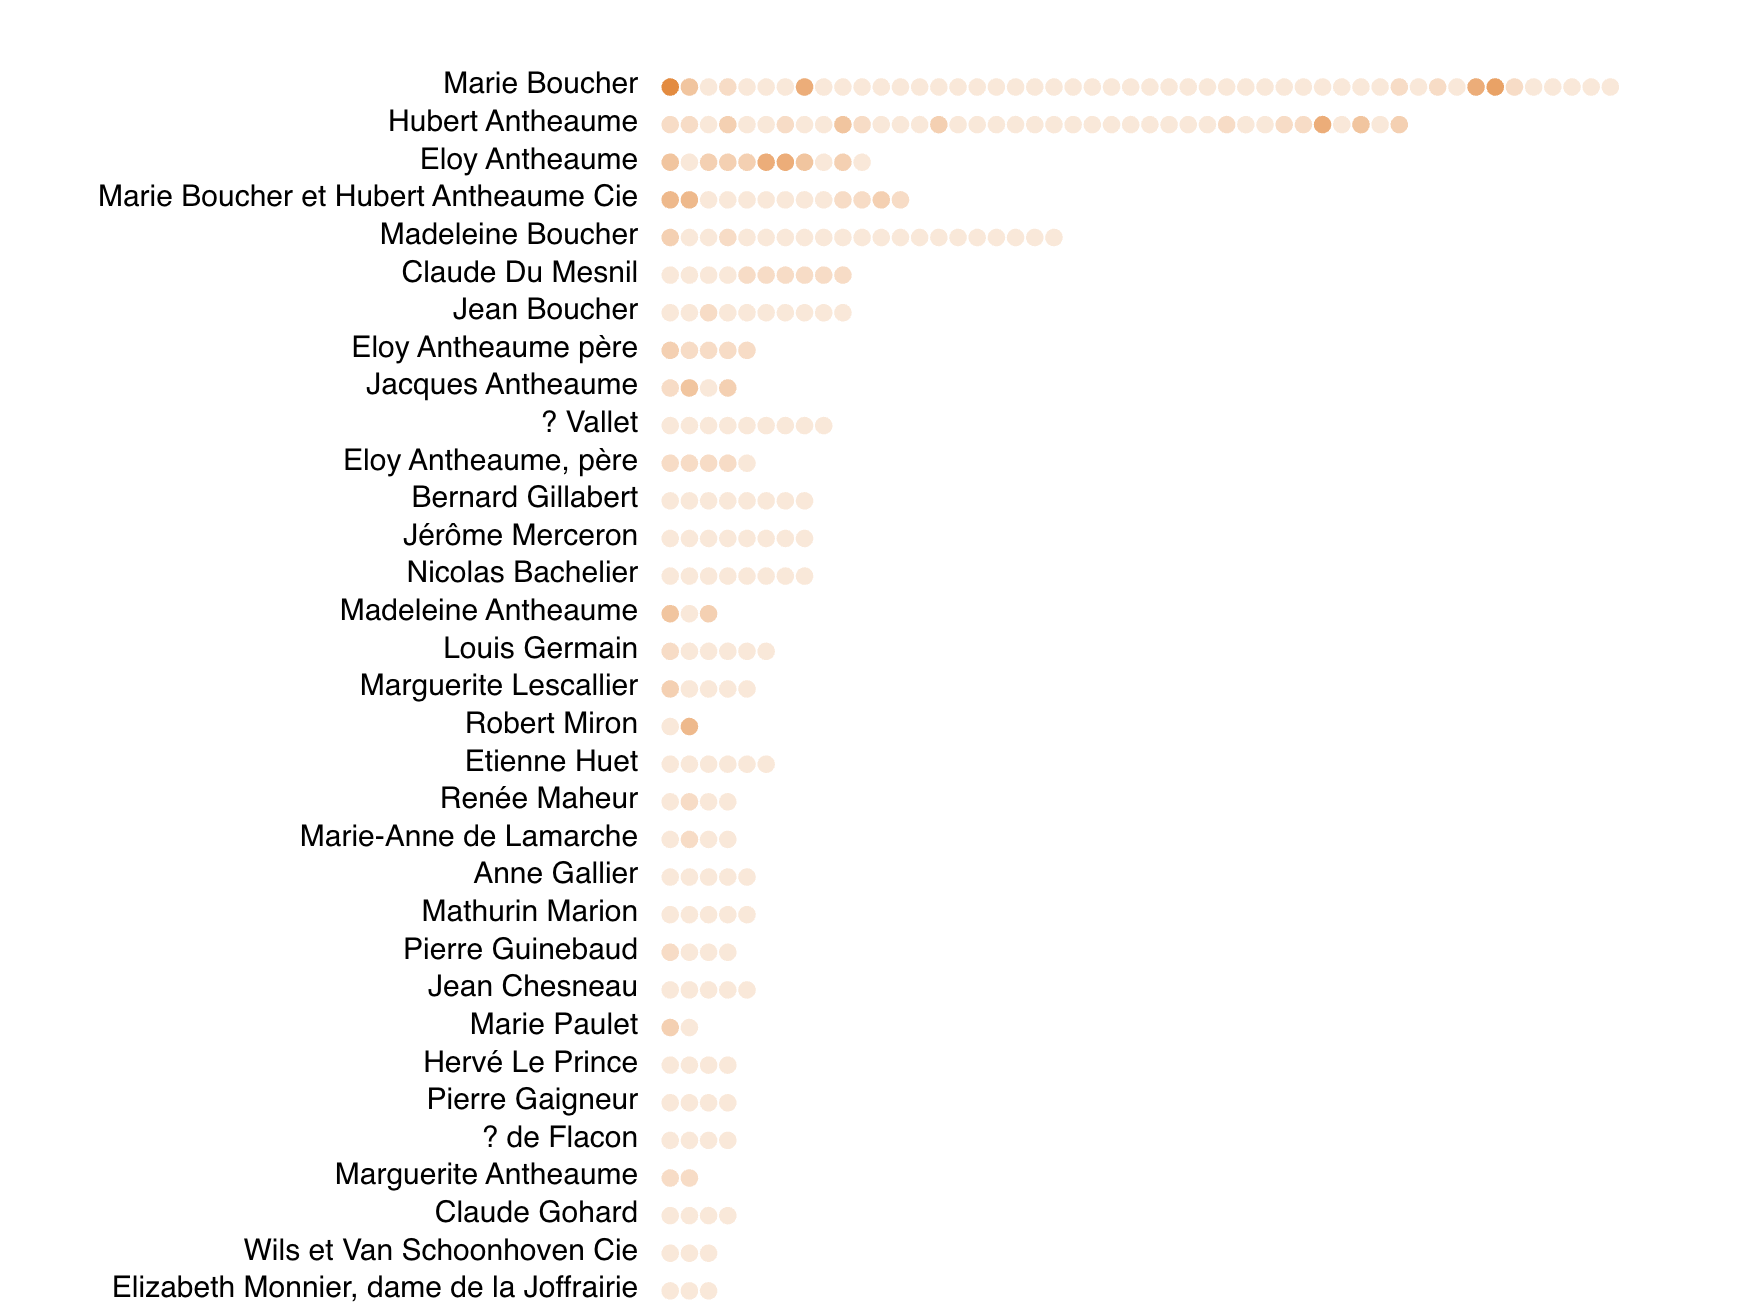 Marie Boucher
Hubert Antheaume
Eloy Antheaume
Marie Boucher et Hubert Antheaume Cie
Madeleine Boucher
Claude Du Mesnil
Jean Boucher
Eloy Antheaume père
Jacques Antheaume
? Vallet
Eloy Antheaume, père
Bernard Gillabert
Jérôme Merceron
Nicolas Bachelier
Madeleine Antheaume
Louis Germain
Marguerite Lescallier
Robert Miron
Etienne Huet
Renée Maheur
Marie-Anne de Lamarche
Anne Gallier
Mathurin Marion
Pierre Guinebaud
Jean Chesneau
Marie Paulet
Hervé Le Prince
Pierre Gaigneur
? de Flacon
Marguerite Antheaume
Claude Gohard
Wils et Van Schoonhoven Cie
Elizabeth Monnier, dame de la Joffrairie